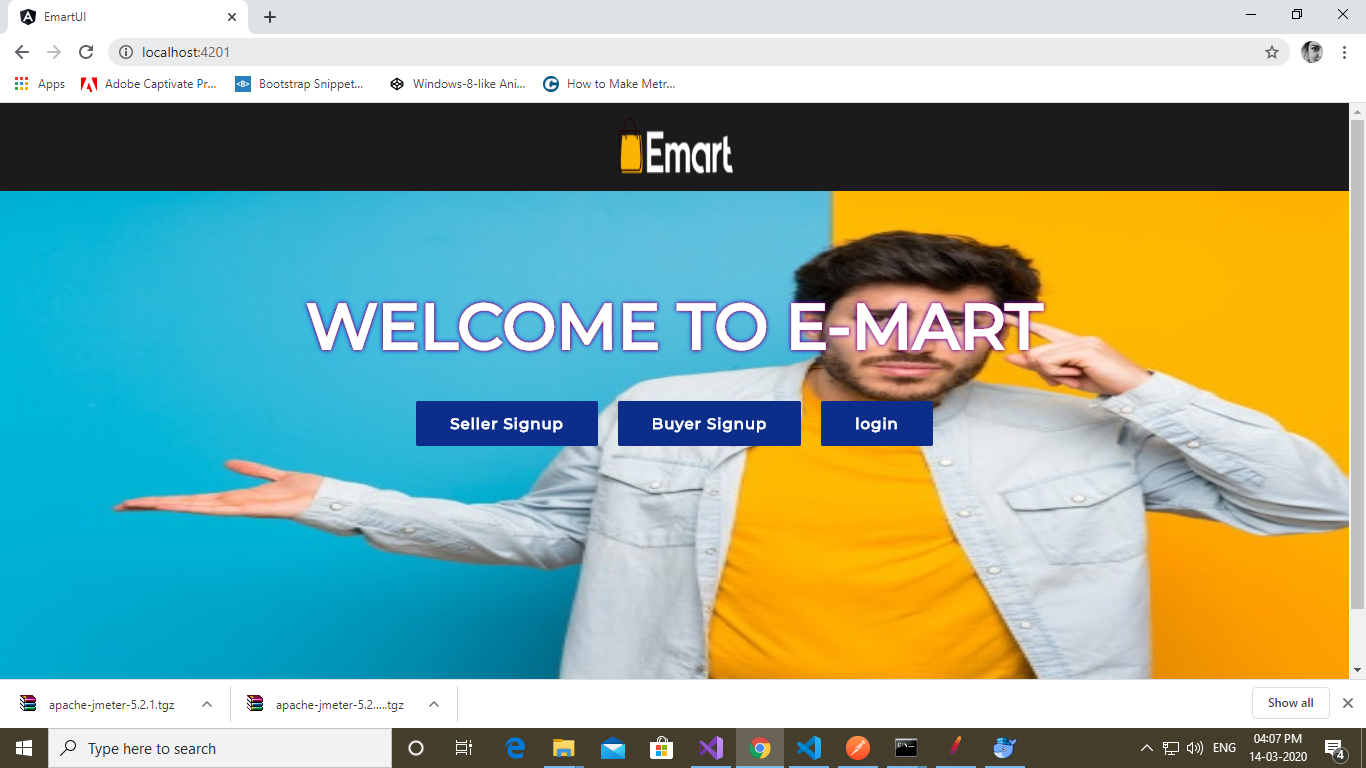 EmartUI
localhost:4201
Apps Adobe Captivate Pr... <B> Bootstrap Snippet... Windows-8-like Ani... How to Make Metr...
Emart
WELCOME TO E-MART
Seller Signup Buyer Signup login
apache-jmeter-5.2.1.tgz apache-jmeter-5.2.....tgz Show all
Type here to search
ENG
04:07 PM
14-03-2020
4